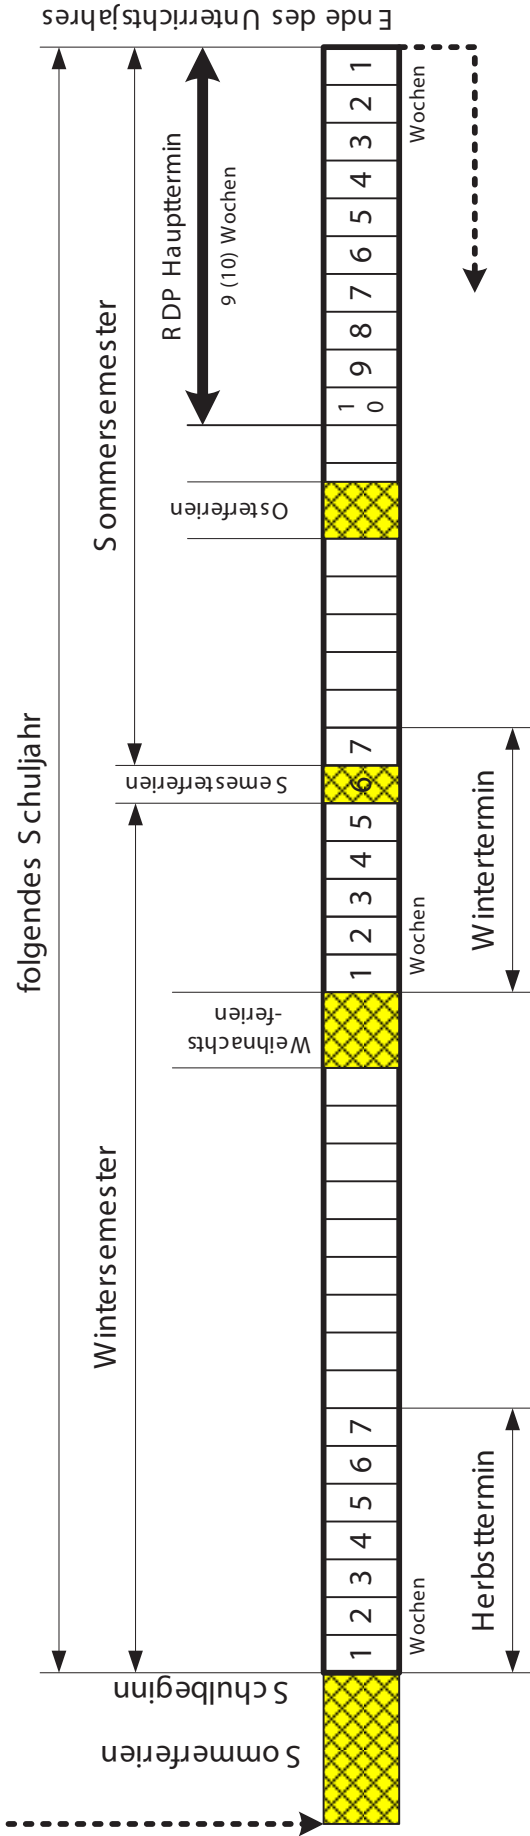 folgendes Schuljahr
Wintersemester
Sommersemester
RDP Haupttermin
9 (10) Wochen
Sommerferien
Schulbeginn
Weihnachts
-ferien
Semesterferien
Osterferien
Ende des Unterrichtsjahres
1 2 3 4 5 6 7
1 2 3 4 5 6 7
10 9 8 7 6 5 4 3 2 1
Wochen
Wochen
Wochen
Herbsttermin
Wintertermin